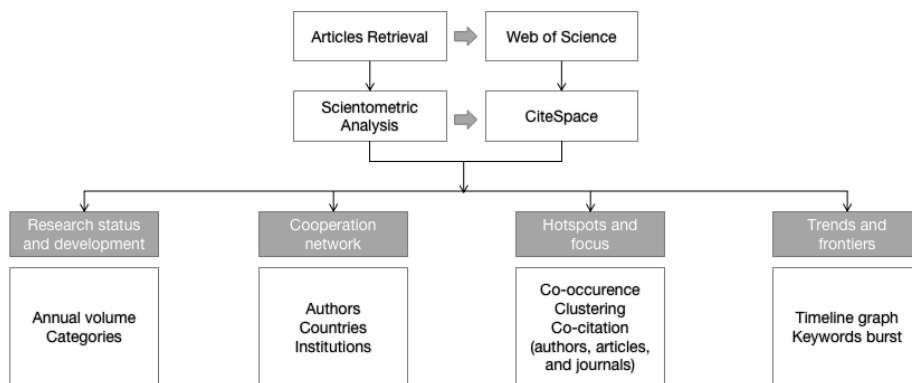 Articles Retrieval
Web of Science
Scientometric
Analysis
CiteSpace
Research status
and development
Cooperation
network
Hotspots and
focus
Trends and
frontiers
Annual volume
Categories
Authors
Countries
Institutions
Co-occurence
Clustering
Co-citation
(authors, articles,
and journals)
Timeline graph
Keywords burst